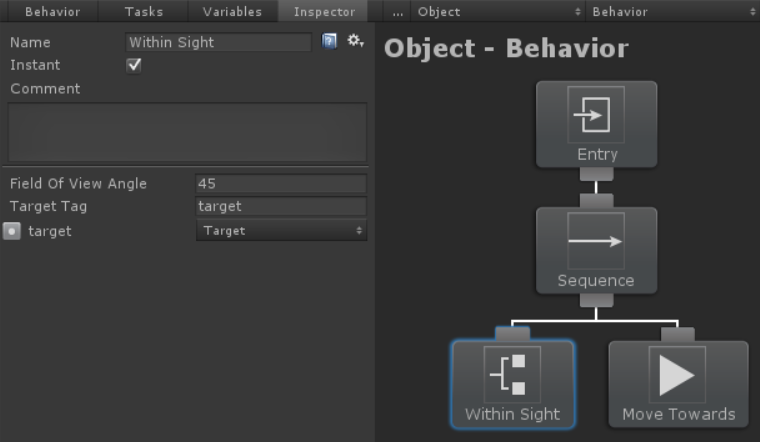 Behavior Tasks Variables Inspector ... Object Behavior
Name Within Sight
Instant
Comment
Field Of View Angle 45
Target Tag target
target Target
Object - Behavior
Entry
Sequence
Within Sight Move Towards